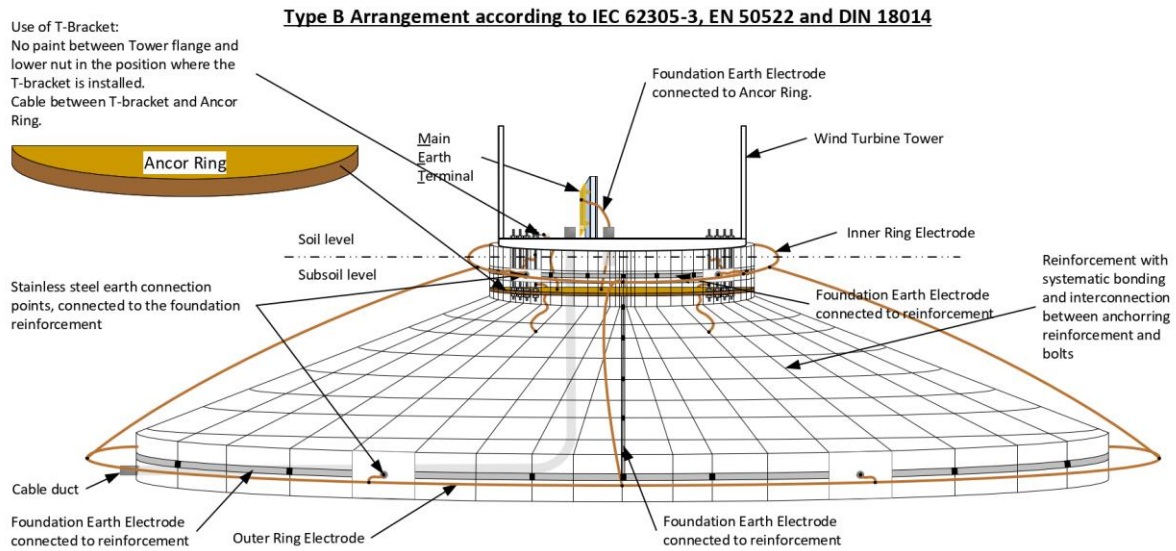 Type B Arrangement according to IEC 62305-3, EN 50522 and DIN 18014
Use of T-Bracket:
No paint between Tower flange and
lower nut in the position where the
T-bracket is installed.
Cable between T-bracket and Ancor
Ring.
Ancor Ring
Main
Earth
Terminal
Foundation Earth Electrode
connected to Ancor Ring.
Wind Turbine Tower
Soil level
Subsoil level
Inner Ring Electrode
Stainless steel earth connection
points, connected to the foundation
reinforcement
Foundation Earth Electrode
connected to reinforcement
Reinforcement with
systematic bonding
and interconnection
between anchorring
reinforcement and
bolts
Cable duct
Foundation Earth Electrode
connected to reinforcement
Outer Ring Electrode
Foundation Earth Electrode
connected to reinforcement